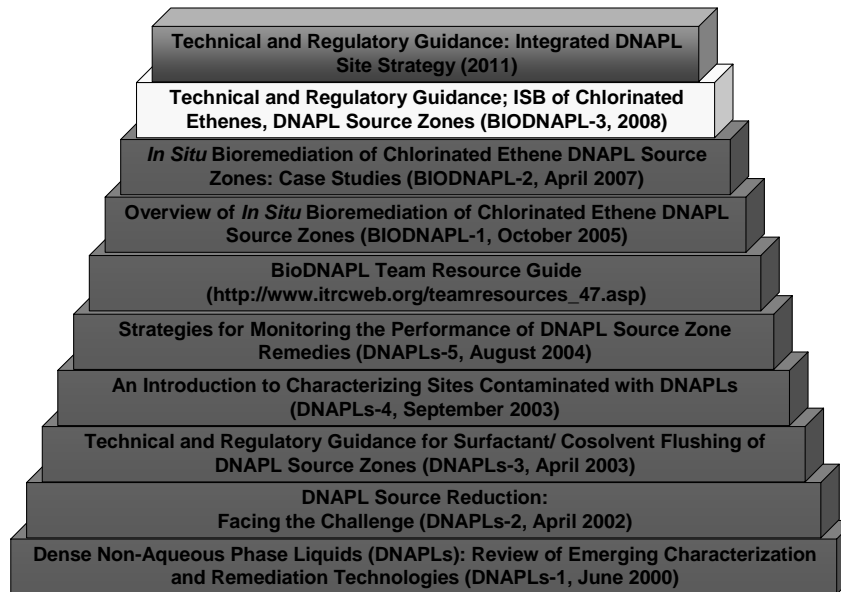 Technical and Regulatory Guidance: Integrated DNAPL
Site Strategy (2011)
Technical and Regulatory Guidance; ISB of Chlorinated
Ethenes, DNAPL Source Zones (BIODNAPL-3, 2008)
In Situ Bioremediation of Chlorinated Ethene DNAPL Source
Zones: Case Studies (BIODNAPL-2, April 2007)
Overview of In Situ Bioremediation of Chlorinated Ethene DNAPL
Source Zones (BIODNAPL-1, October 2005)
BioDNAPL Team Resource Guide
(http://www.itrcweb.org/teamresources_47.asp)
Strategies for Monitoring the Performance of DNAPL Source Zone
Remedies (DNAPLs-5, August 2004)
An Introduction to Characterizing Sites Contaminated with DNAPLs
(DNAPLs-4, September 2003)
Technical and Regulatory Guidance for Surfactant/ Cosolvent Flushing of
DNAPL Source Zones (DNAPLs-3, April 2003)
DNAPL Source Reduction:
Facing the Challenge (DNAPLs-2, April 2002)
Dense Non-Aqueous Phase Liquids (DNAPLs): Review of Emerging Characterization
and Remediation Technologies (DNAPLs-1, June 2000)